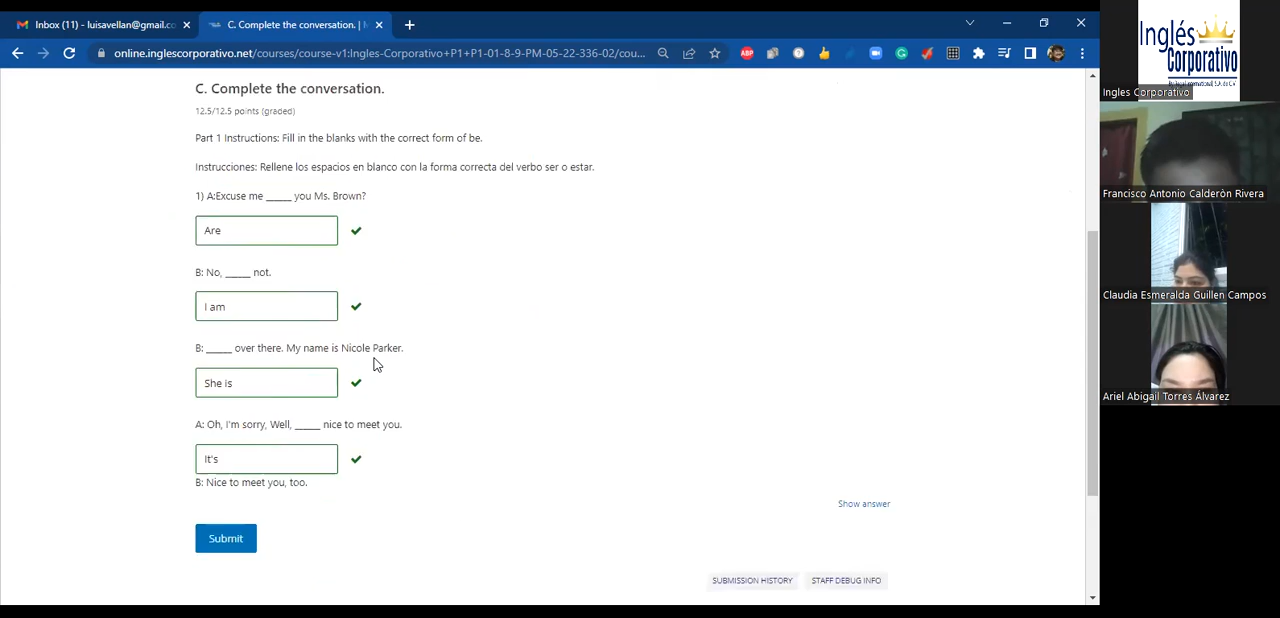 Inbox (11) - luisavellan@gmail.co
C. Complete the conversation. | M
online.inglescorporativo.net/courses/course-v1:Ingles-Corporativo+P1+P1-01-8-9-PM-05-22-336-02/cou...
ABP
C. Complete the conversation.
12.5/12.5 points (graded)
Part 1 Instructions: Fill in the blanks with the correct form of be.
Instrucciones: Rellene los espacios en blanco con la forma correcta del verbo ser o estar.
1) A:Excuse me _____ you Ms. Brown?
Are
B: No, _____ not.
I am
B: _____ over there. My name is Nicole Parker.
She is
A: Oh, I'm sorry, Well, _____ nice to meet you.
It's
B: Nice to meet you, too.
Show answer
Submit
SUBMISSION HISTORY
STAFF DEBUG INFO
Inglés
Corporativo
Ingles Corporativo
Francisco Antonio Calderòn Rivera
Claudia Esmeralda Guillen Campos
Ariel Abigail Torres Álvarez